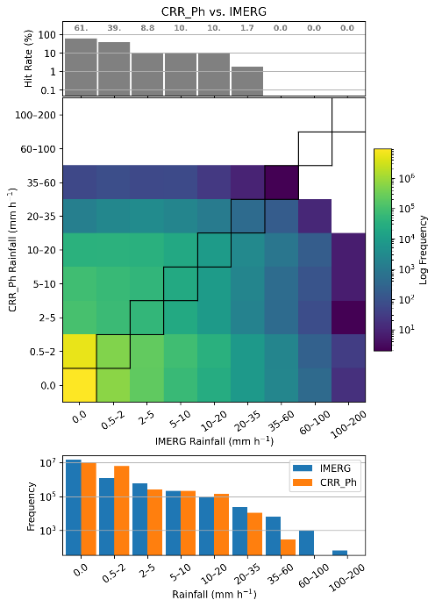 CRR_Ph vs. IMERG
61. 39. 8.8 10. 10. 1.7 0.0 0.0 0.0
Hit Rate (%)
100
10
1
0.1
CRR_Ph Rainfall (mm h⁻¹)
100–200
60–100
35–60
20–35
10–20
5–10
2–5
0.5–2
0.0
0.0 0.5–2 2–5 5–10 10–20 20–35 35–60 60–100 100–200
IMERG Rainfall (mm h⁻¹)
10⁶
10⁵
10⁴
10³
10²
10¹
Log Frequency
Frequency
10⁷
10⁵
10³
IMERG
CRR_Ph
0.0 0.5–2 2–5 5–10 10–20 20–35 35–60 60–100 100–200
Rainfall (mm h⁻¹)